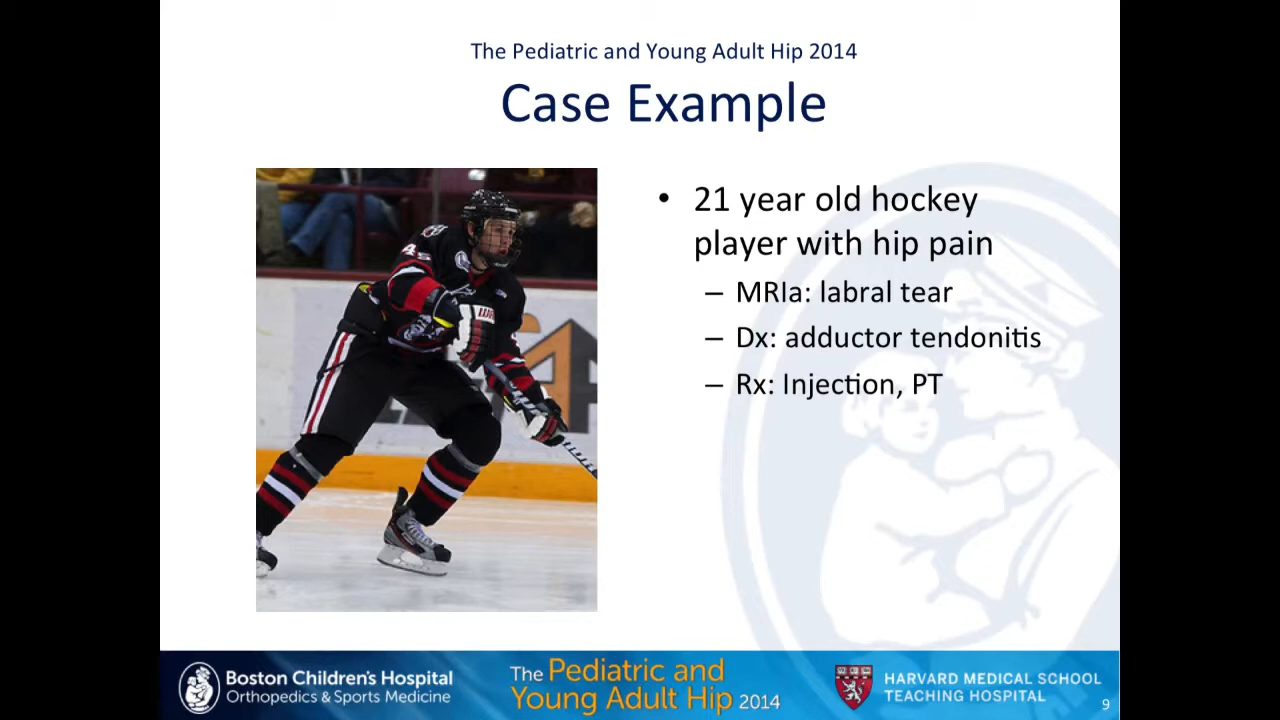 The Pediatric and Young Adult Hip 2014
Case Example
• 21 year old hockey
player with hip pain
– MRIa: labral tear
– Dx: adductor tendonitis
– Rx: Injection, PT
Boston Children's Hospital
Orthopedics & Sports Medicine
The Pediatric and
Young Adult Hip 2014
HARVARD MEDICAL SCHOOL
TEACHING HOSPITAL
9